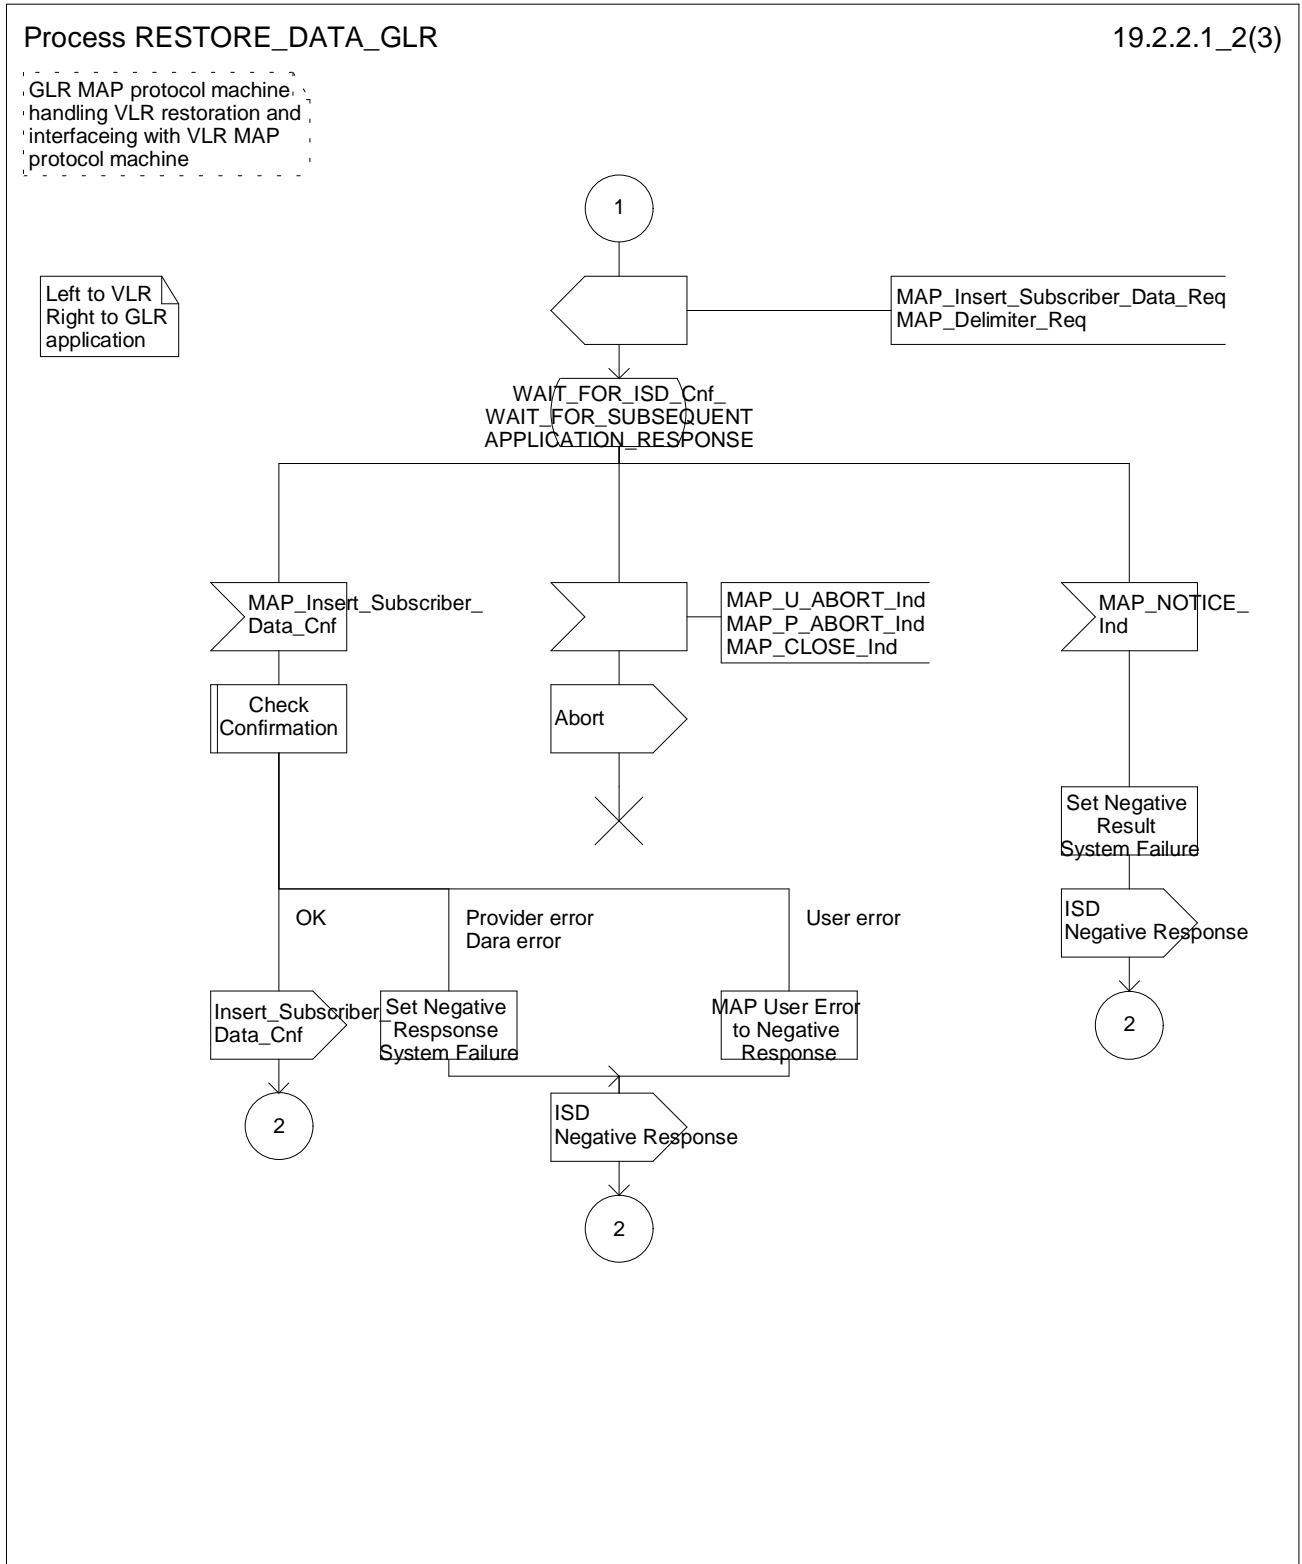 Process RESTORE_DATA_GLR
19.2.2.1_2(3)
GLR MAP protocol machine
handling VLR restoration and
interfaceing with VLR MAP
protocol machine
1
Left to VLR
Right to GLR
application
MAP_Insert_Subscriber_Data_Req
MAP_Delimiter_Req
WAIT_FOR_ISD_Cnf_
WAIT_FOR_SUBSEQUENT
APPLICATION_RESPONSE
MAP_Insert_Subscriber_
Data_Cnf
MAP_U_ABORT_Ind
MAP_P_ABORT_Ind
MAP_CLOSE_Ind
MAP_NOTICE_
Ind
Check
Confirmation
Abort
Set Negative
Result
System Failure
OK
Provider error
Dara error
User error
ISD
Negative Response
Insert_Subscriber_
Data_Cnf
Set Negative
Respsonse
System Failure
MAP User Error
to Negative
Response
2
2
ISD
Negative Response
2